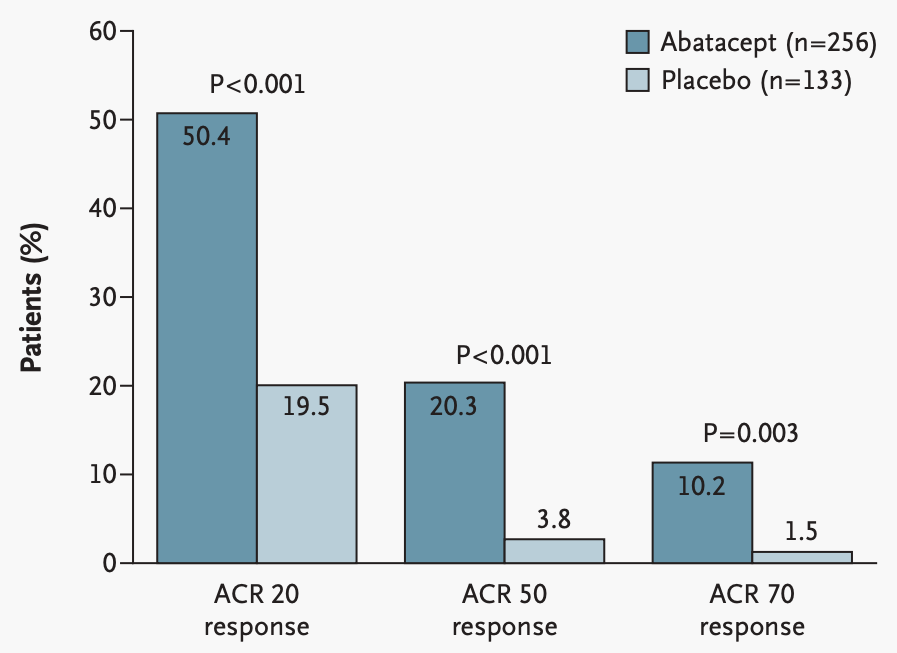 60
50
40
30
20
10
0
Patients (%)
Abatacept (n=256)
Placebo (n=133)
P<0.001
50.4
19.5
P<0.001
20.3
3.8
P=0.003
10.2
1.5
ACR 20
response
ACR 50
response
ACR 70
response